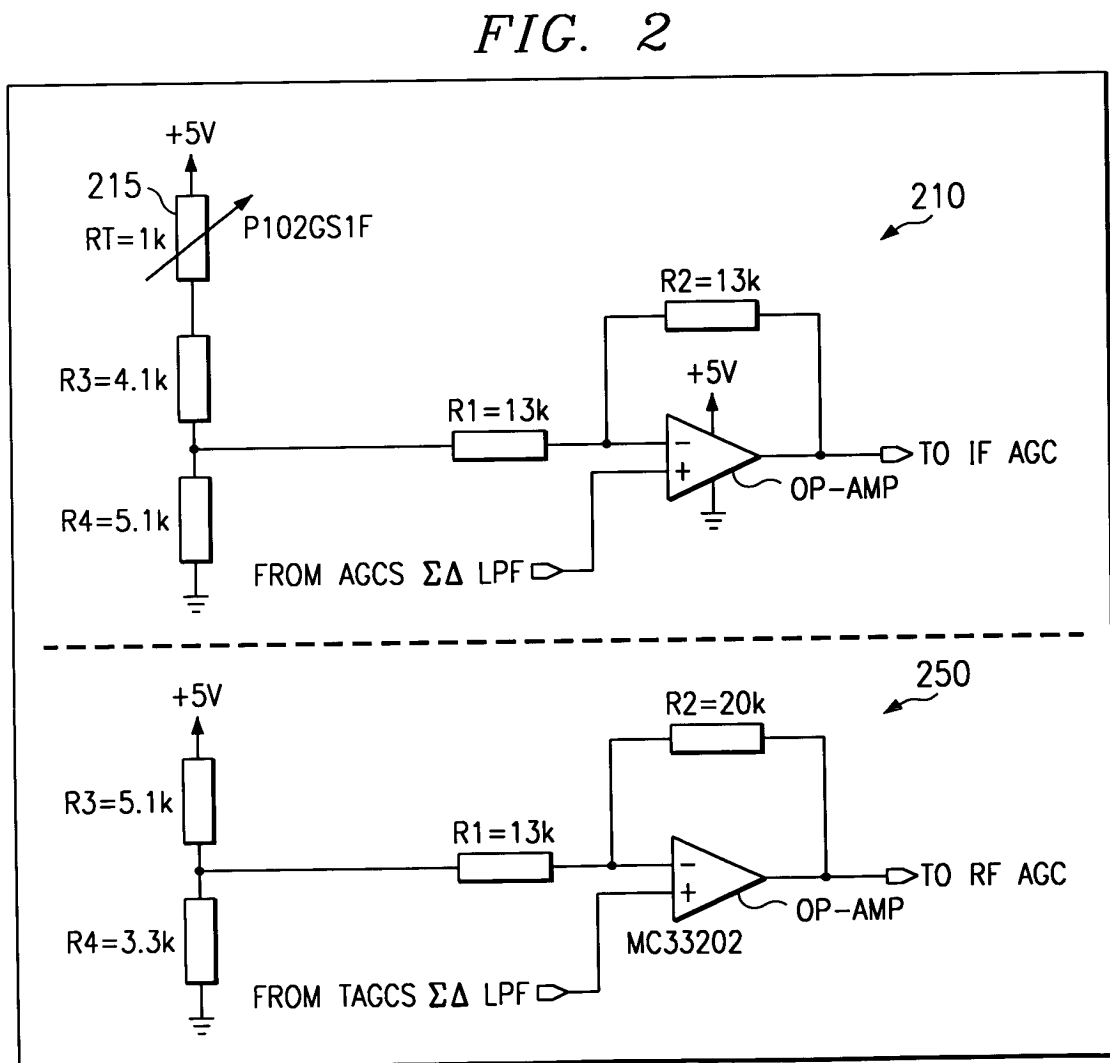 FIG. 2
+5V
215
RT=1k
P102GS1F
210
R2=13k
R3=4.1k
+5V
R1=13k
−
+
TO IF AGC
OP-AMP
R4=5.1k
FROM AGCS ΣΔ LPF
+5V
250
R2=20k
R3=5.1k
R1=13k
−
+
TO RF AGC
OP-AMP
MC33202
R4=3.3k
FROM TAGCS ΣΔ LPF